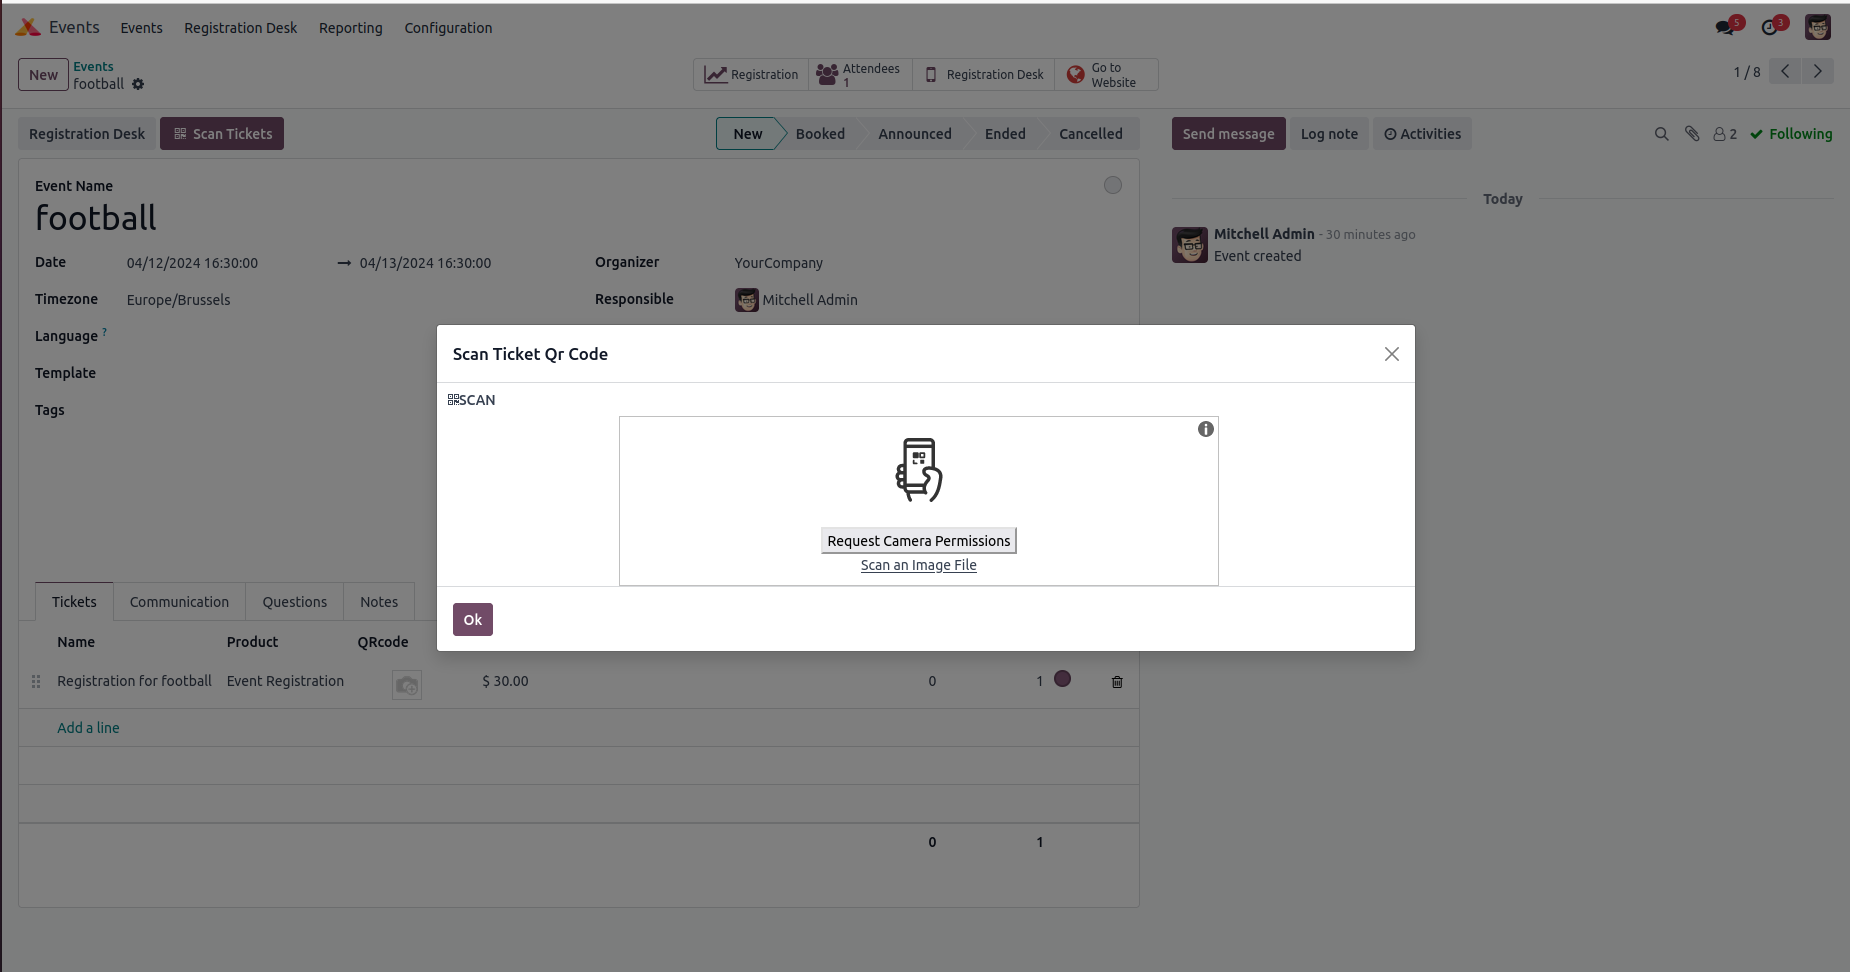 Events Events Registration Desk Reporting Configuration 5 3
New Events Registration Attendees Registration Desk Go to 1 / 8
football 1 Website
Registration Desk Scan Tickets New Booked Announced Ended Cancelled Send message Log note Activities 2 Following
Event Name
football
Today
Date 04/12/2024 16:30:00 → 04/13/2024 16:30:00 Organizer YourCompany
Mitchell Admin - 30 minutes ago
Event created
Timezone Europe/Brussels Responsible Mitchell Admin
Language ?
Template
Tags
Scan Ticket Qr Code
SCAN
Request Camera Permissions
Scan an Image File
Ok
Tickets Communication Questions Notes
Name Product QRcode
Registration for football Event Registration $ 30.00 0 1
Add a line
0 1